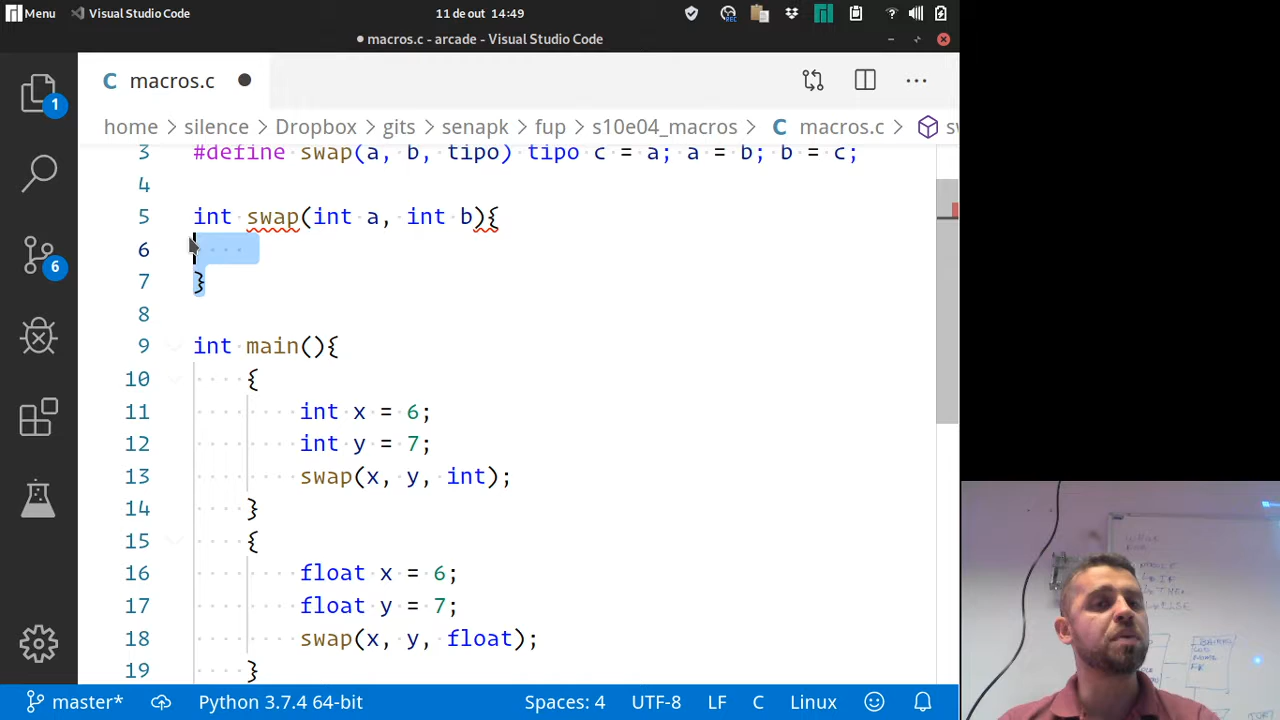 Menu Visual Studio Code 11 de out 14:49
macros.c - arcade - Visual Studio Code
1
C macros.c
home > silence > Dropbox > gits > senapk > fup > s10e04_macros > C macros.c >
3 #define swap(a, b, tipo) tipo c = a; a = b; b = c;
4
5 int swap(int a, int b){
6
7 }
8
9 int main(){
10 {
11 int x = 6;
12 int y = 7;
13 swap(x, y, int);
14 }
15 {
16 float x = 6;
17 float y = 7;
18 swap(x, y, float);
19 }
6
master* Python 3.7.4 64-bit Spaces: 4 UTF-8 LF C Linux